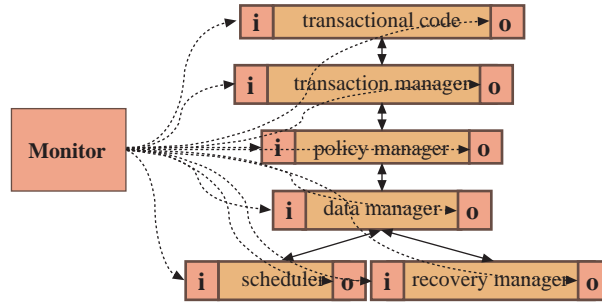 i transactional code o
i transaction manager o
Monitor
i policy manager o
i data manager o
i scheduler o i recovery manager o